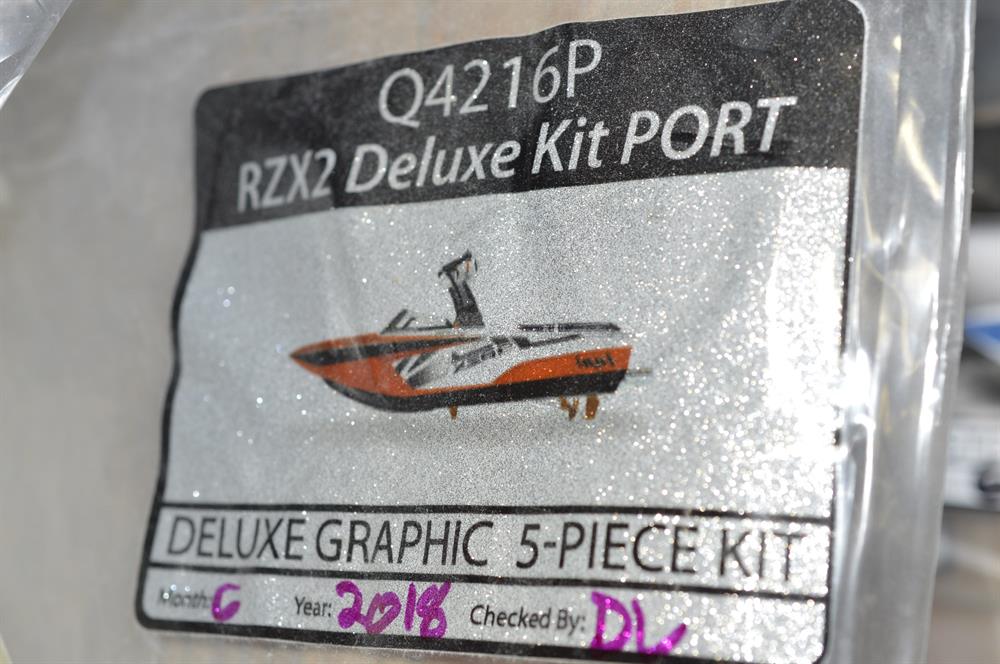 Q4216P
RZX2 Deluxe Kit PORT
DELUXE GRAPHIC 5-PIECE KIT
Month: 6 Year: 2018 Checked By: DL